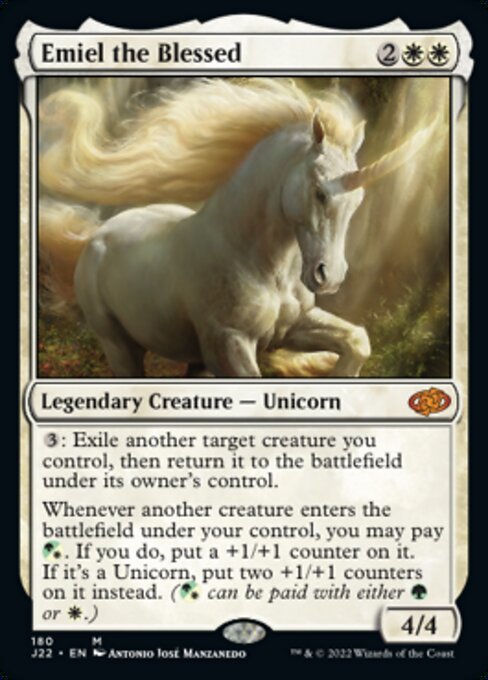 Emiel the Blessed 2
Legendary Creature — Unicorn
3: Exile another target creature you
control, then return it to the battlefield
under its owner's control.
Whenever another creature enters the
battlefield under your control, you may pay
. If you do, put a +1/+1 counter on it.
If it's a Unicorn, put two +1/+1 counters
on it instead. ( can be paid with either
or .)
4/4
180 M
J22 • EN Antonio José Manzanedo ™ & © 2022 Wizards of the Coast